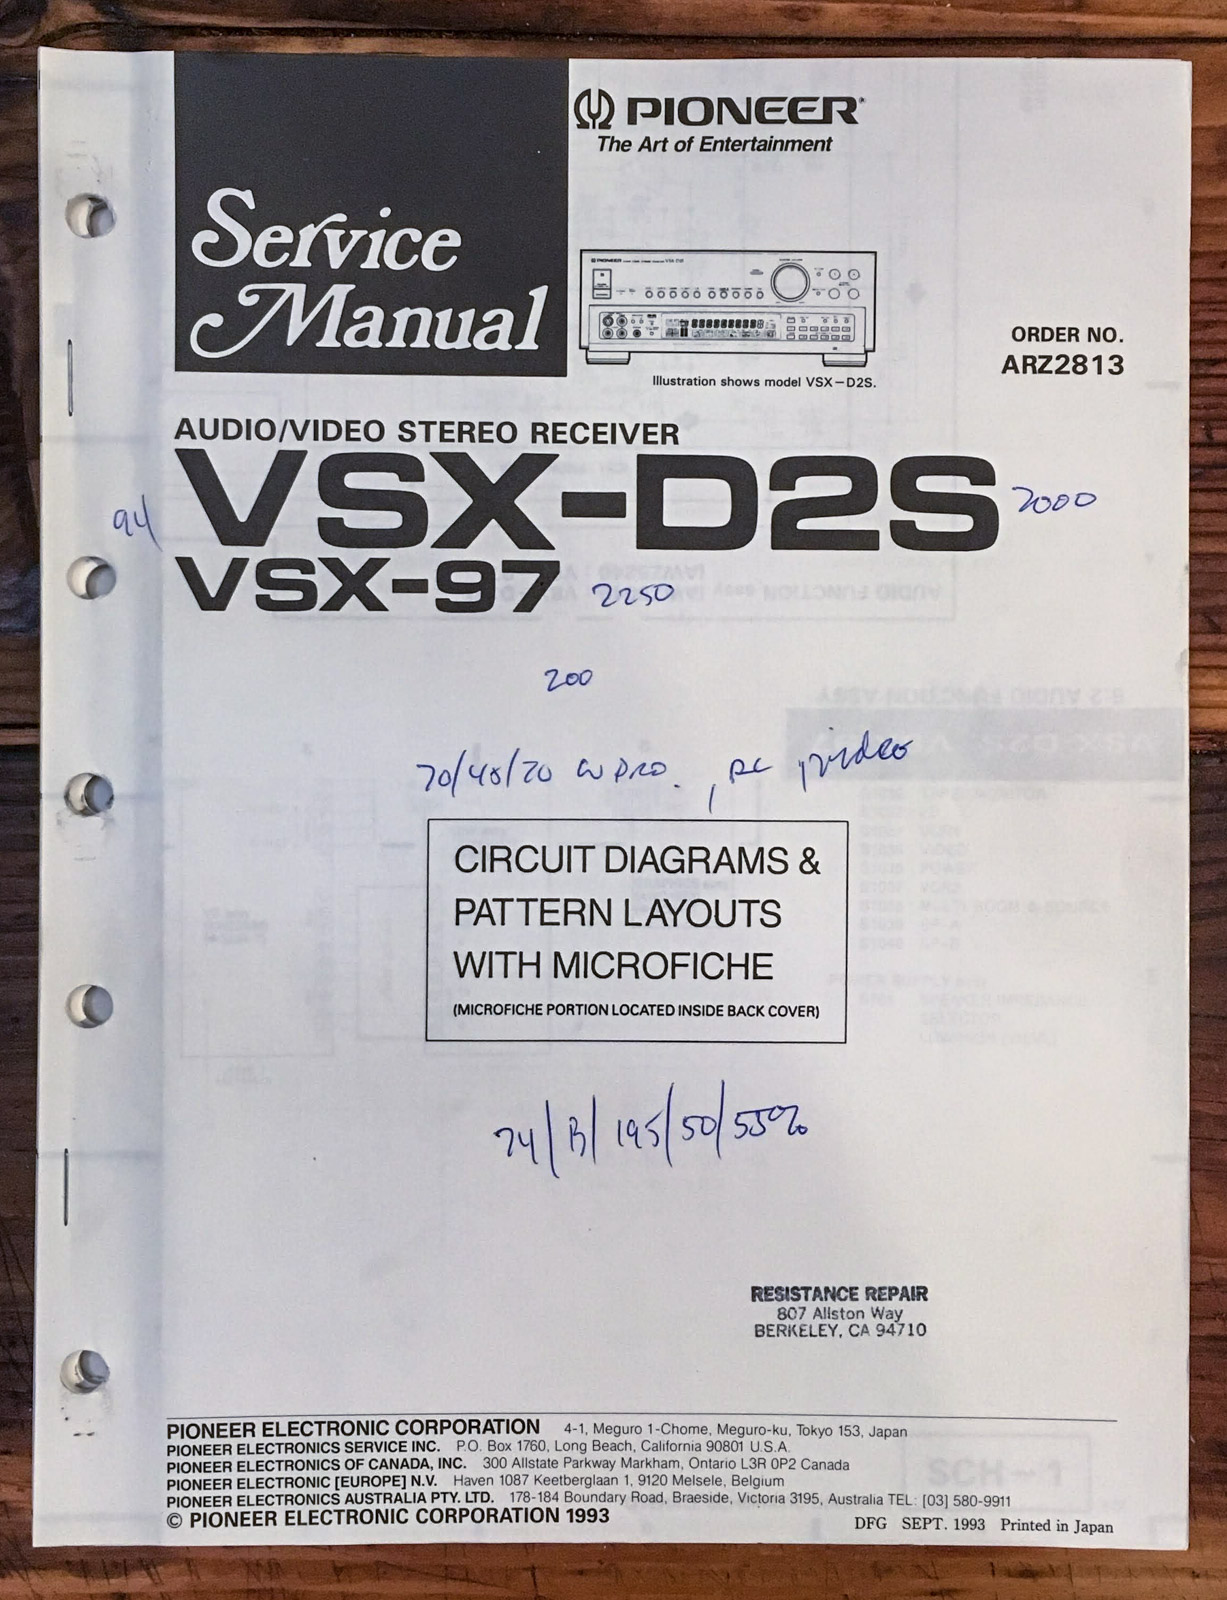 PIONEER
The Art of Entertainment
Service
Manual
Illustration shows model VSX-D2S.
ORDER NO.
ARZ2813
AUDIO/VIDEO STEREO RECEIVER
94 VSX-D2S 2000
VSX-97 2250
200
CIRCUIT DIAGRAMS &
PATTERN LAYOUTS
WITH MICROFICHE
(MICROFICHE PORTION LOCATED INSIDE BACK COVER)
RESISTANCE REPAIR
807 Allston Way
BERKELEY, CA 94710
PIONEER ELECTRONIC CORPORATION 4-1, Meguro 1-Chome, Meguro-ku, Tokyo 153, Japan
PIONEER ELECTRONICS SERVICE INC. P.O. Box 1760, Long Beach, California 90801 U.S.A.
PIONEER ELECTRONICS OF CANADA, INC. 300 Allstate Parkway Markham, Ontario L3R 0P2 Canada
PIONEER ELECTRONIC [EUROPE] N.V. Haven 1087 Keetberglaan 1, 9120 Melsele, Belgium
PIONEER ELECTRONICS AUSTRALIA PTY. LTD. 178-184 Boundary Road, Braeside, Victoria 3195, Australia TEL: [03] 580-9911
© PIONEER ELECTRONIC CORPORATION 1993
DFG SEPT. 1993 Printed in Japan